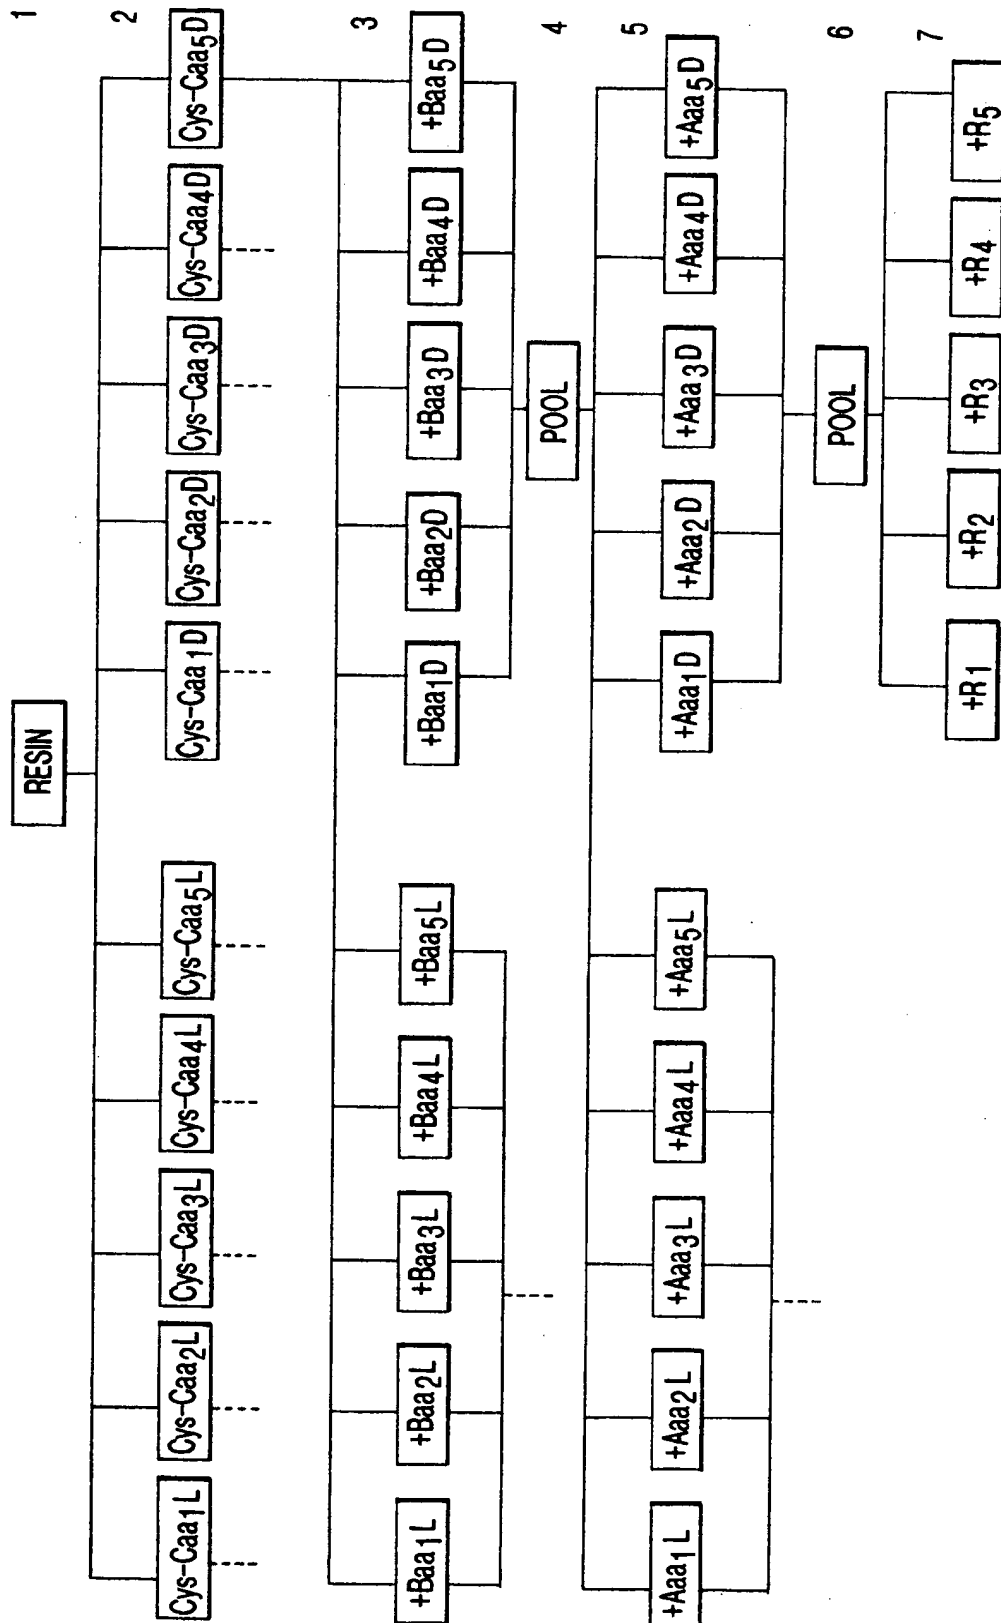 RESIN 1
Cys-Caa1L Cys-Caa2L Cys-Caa3L Cys-Caa4L Cys-Caa5L Cys-Caa1D Cys-Caa2D Cys-Caa3D Cys-Caa4D Cys-Caa5D 2
+Baa1L +Baa2L +Baa3L +Baa4L +Baa5L +Baa1D +Baa2D +Baa3D +Baa4D +Baa5D 3
POOL 4
+Aaa1L +Aaa2L +Aaa3L +Aaa4L +Aaa5L +Aaa1D +Aaa2D +Aaa3D +Aaa4D +Aaa5D 5
POOL 6
+R1 +R2 +R3 +R4 +R5 7